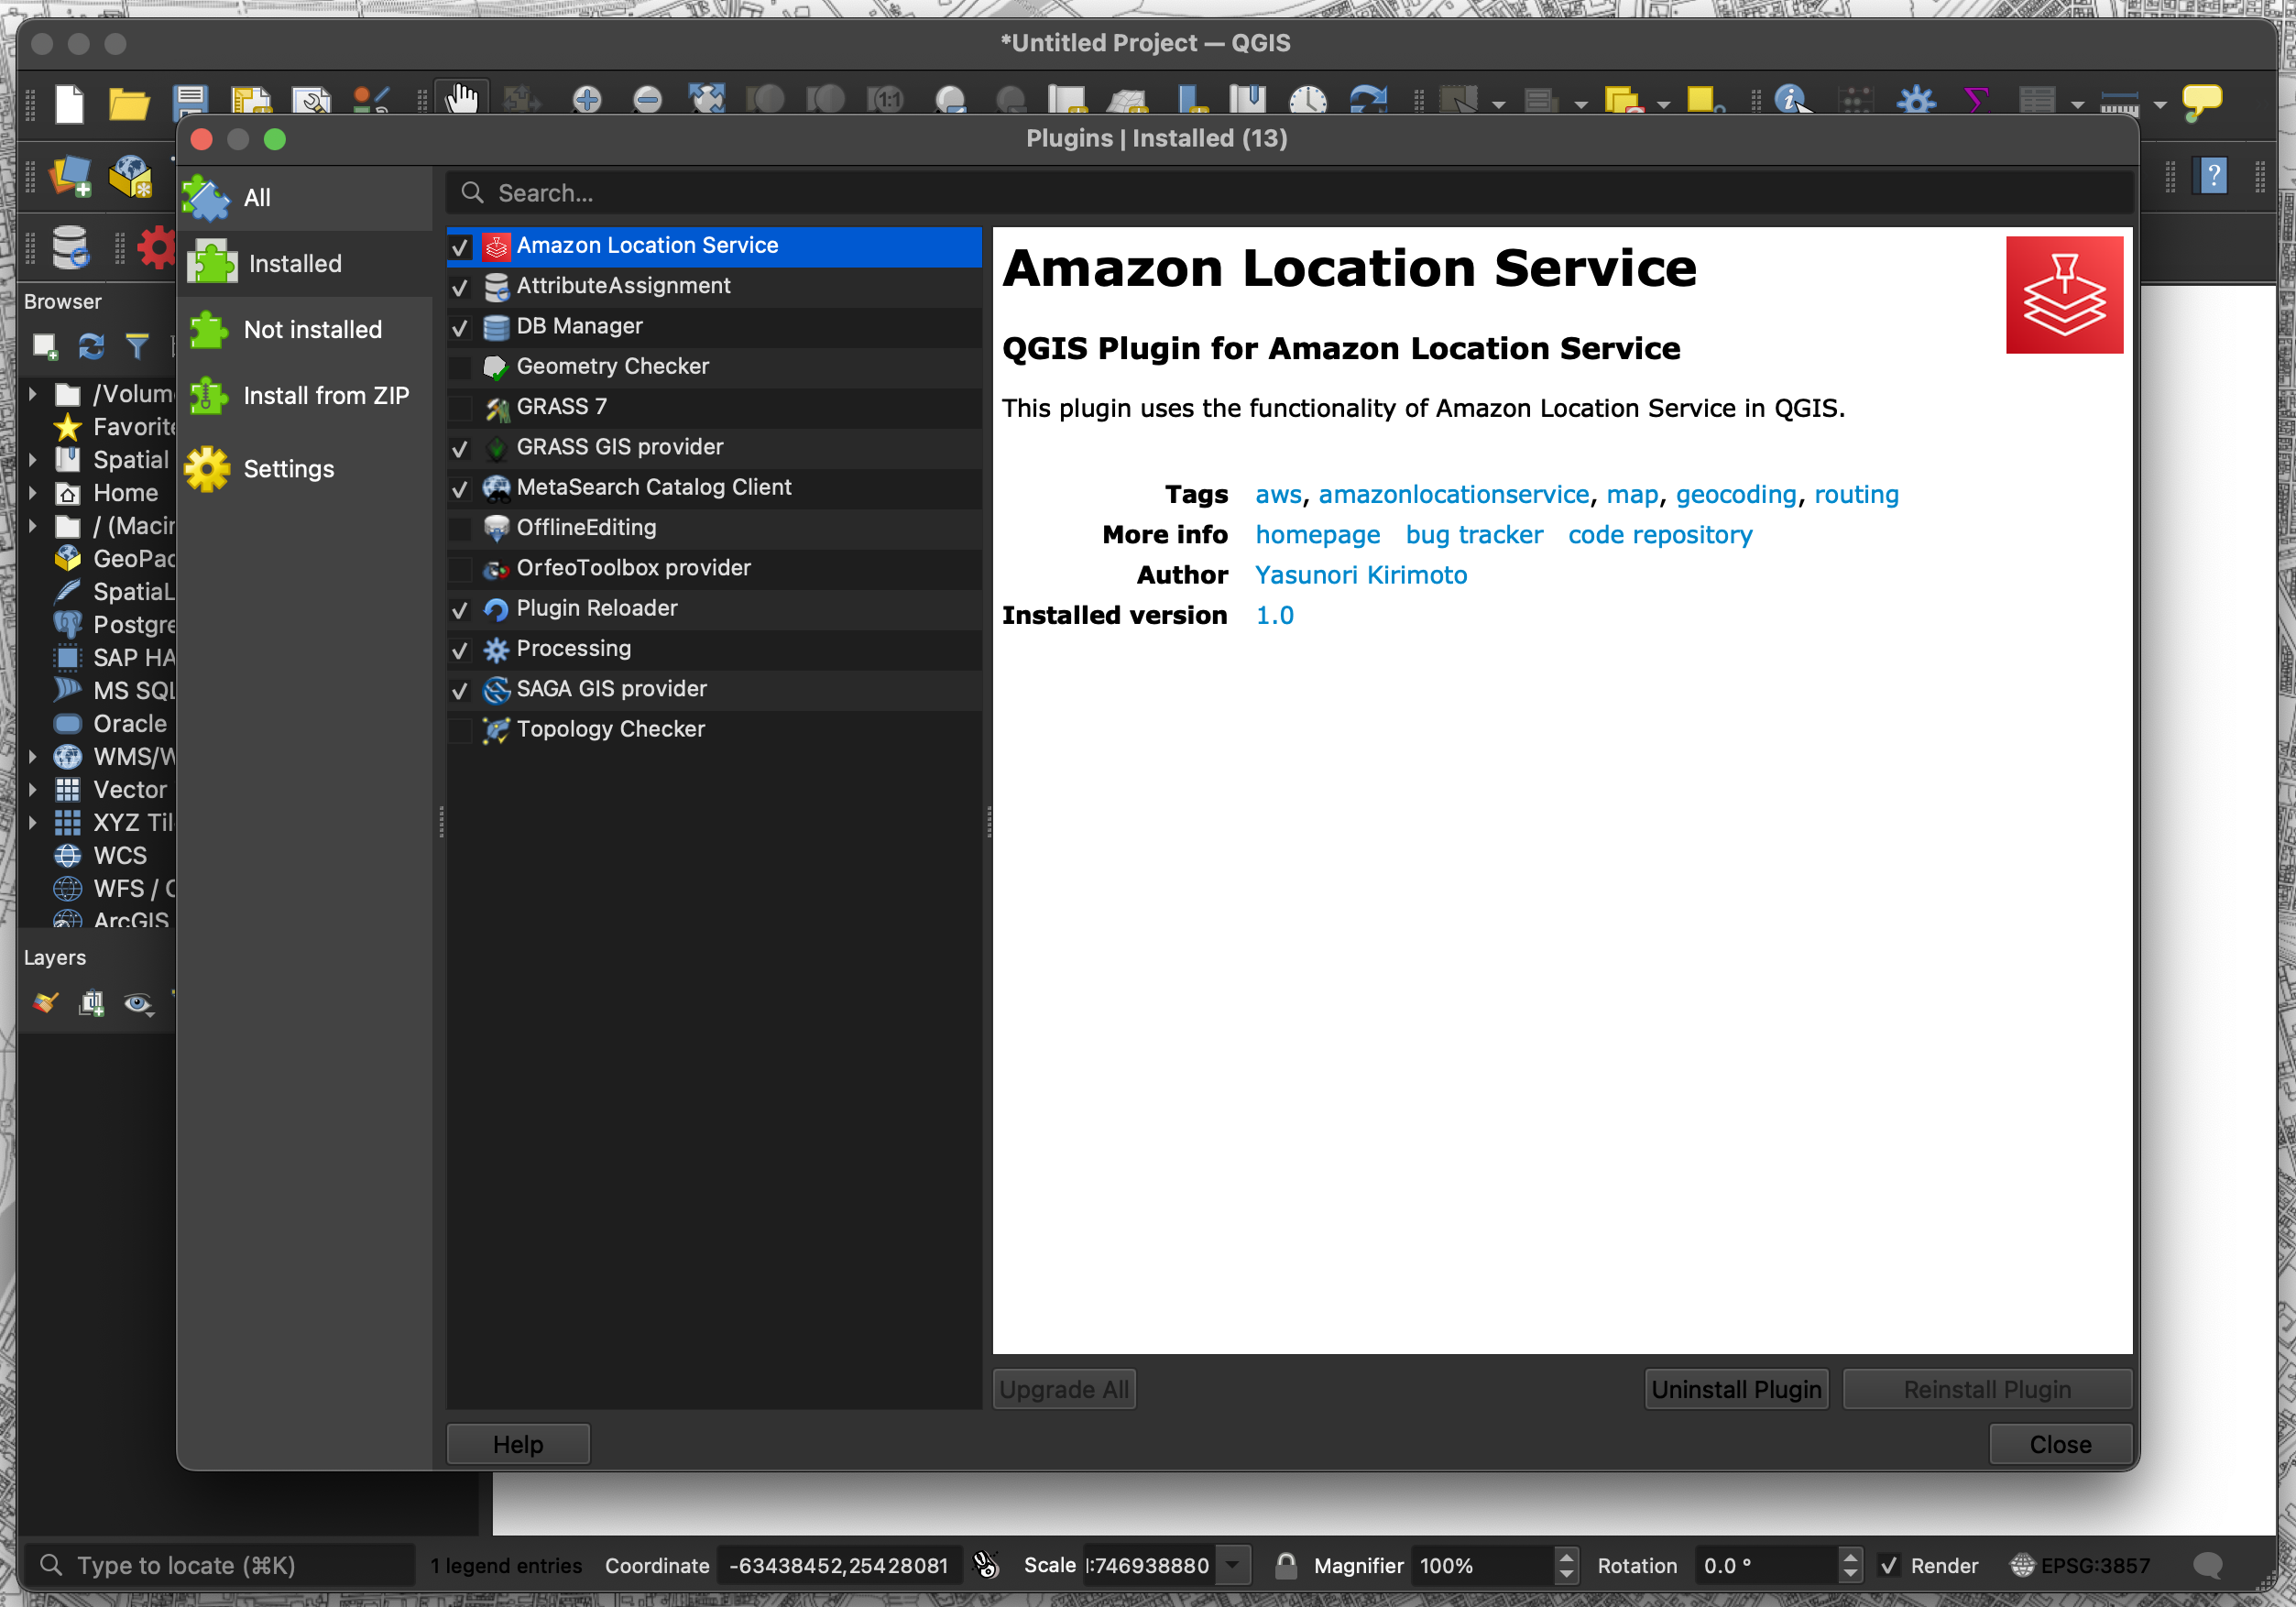 *Untitled Project — QGIS
Plugins | Installed (13)
All
Installed
Not installed
Install from ZIP
Settings
Search...
Amazon Location Service
AttributeAssignment
DB Manager
Geometry Checker
GRASS 7
GRASS GIS provider
MetaSearch Catalog Client
OfflineEditing
OrfeoToolbox provider
Plugin Reloader
Processing
SAGA GIS provider
Topology Checker
Amazon Location Service
QGIS Plugin for Amazon Location Service
This plugin uses the functionality of Amazon Location Service in QGIS.
Tags aws, amazonlocationservice, map, geocoding, routing
More info homepage bug tracker code repository
Author Yasunori Kirimoto
Installed version 1.0
Upgrade All
Uninstall Plugin
Reinstall Plugin
Help
Close
Browser
/Volum
Favorite
Spatial
Home
/ (Macin
GeoPac
SpatiaL
Postgre
SAP HA
MS SQL
Oracle
WMS/W
Vector
XYZ Til
WCS
WFS / O
ArcGIS
Layers
Type to locate (⌘K)
1 legend entries
Coordinate -63438452,25428081
Scale 1:746938880
Magnifier 100%
Rotation 0.0 °
Render
EPSG:3857